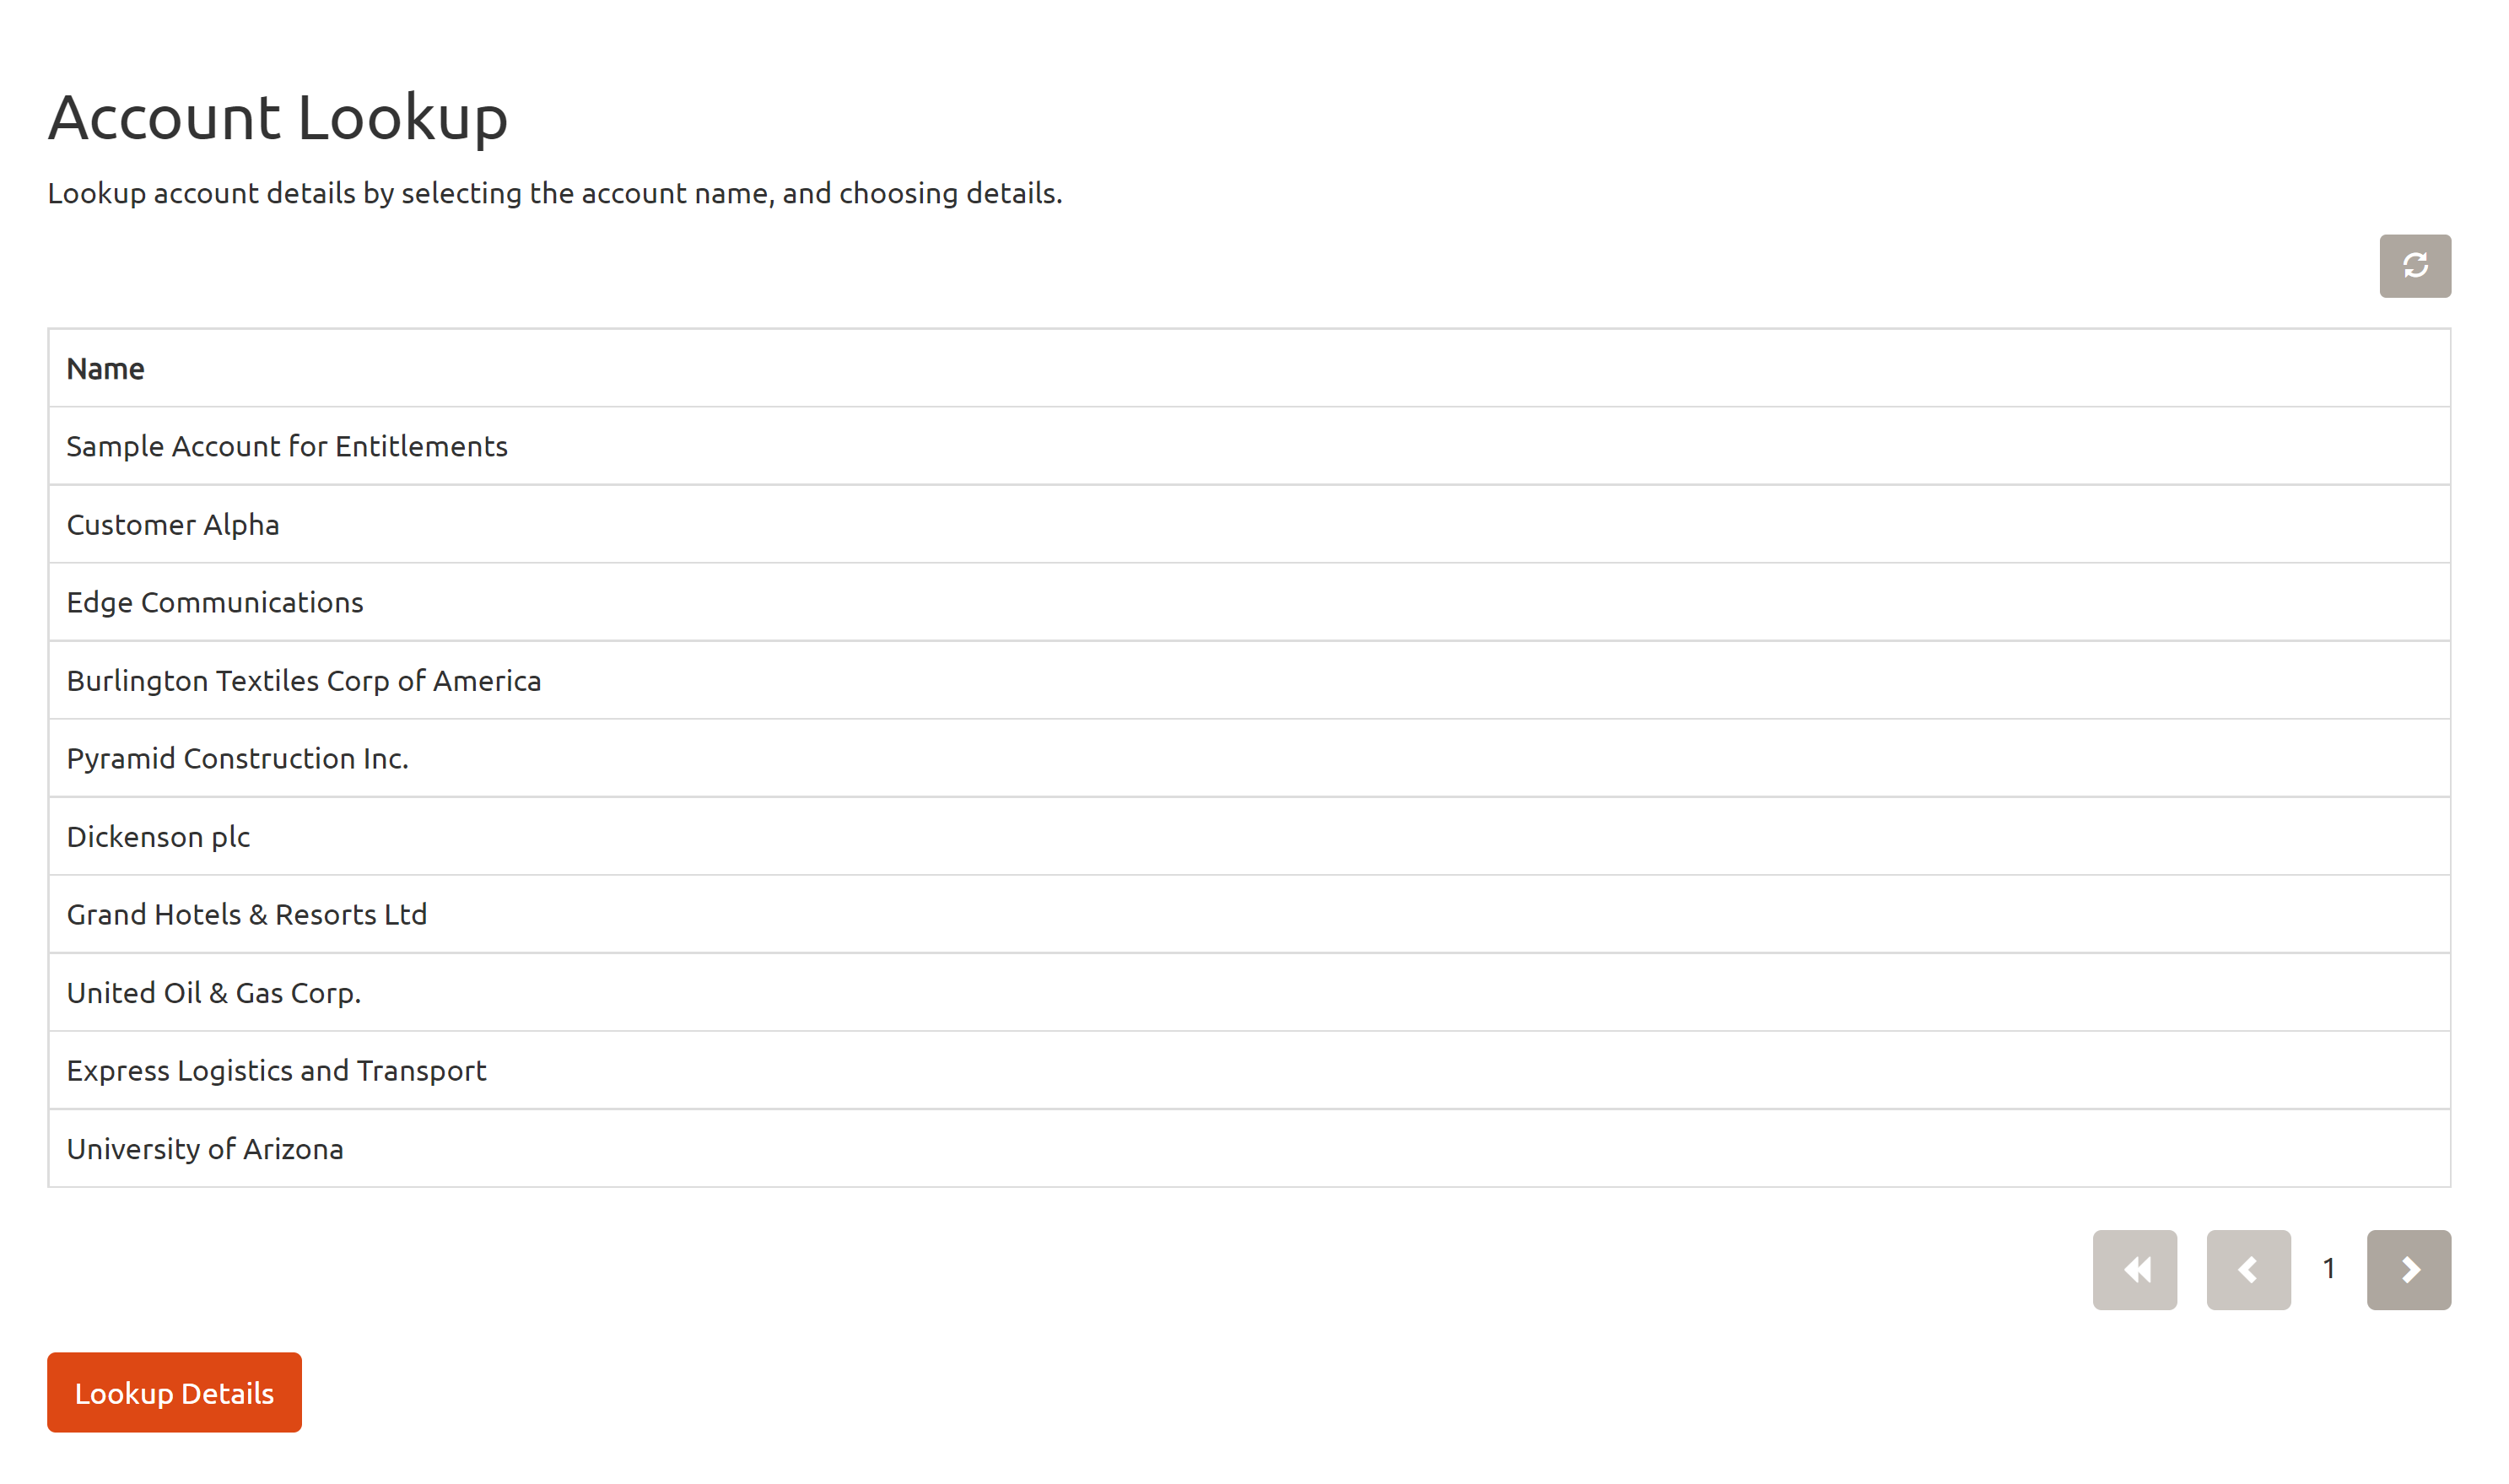 Account Lookup
Lookup account details by selecting the account name, and choosing details.
Name
Sample Account for Entitlements
Customer Alpha
Edge Communications
Burlington Textiles Corp of America
Pyramid Construction Inc.
Dickenson plc
Grand Hotels & Resorts Ltd
United Oil & Gas Corp.
Express Logistics and Transport
University of Arizona
1
Lookup Details